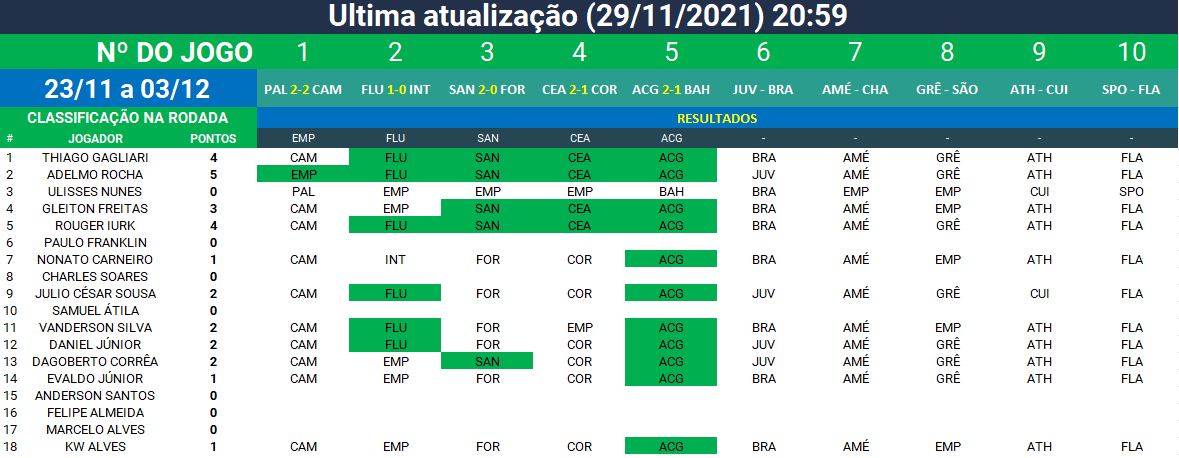 Ultima atualização (29/11/2021) 20:59
Nº DO JOGO 1 2 3 4 5 6 7 8 9 10
23/11 a 03/12 PAL 2-2 CAM FLU 1-0 INT SAN 2-0 FOR CEA 2-1 COR ACG 2-1 BAH JUV - BRA AMÉ - CHA GRÊ - SÃO ATH - CUI SPO - FLA
CLASSIFICAÇÃO NA RODADA RESULTADOS
# JOGADOR PONTOS EMP FLU SAN CEA ACG - - - - -
1 THIAGO GAGLIARI 4 CAM FLU SAN CEA ACG BRA AMÉ GRÊ ATH FLA
2 ADELMO ROCHA 5 EMP FLU SAN CEA ACG JUV AMÉ GRÊ ATH FLA
3 ULISSES NUNES 0 PAL EMP EMP EMP BAH BRA EMP EMP CUI SPO
4 GLEITON FREITAS 3 CAM EMP SAN CEA ACG BRA AMÉ EMP ATH FLA
5 ROUGER IURK 4 CAM FLU SAN CEA ACG BRA AMÉ GRÊ ATH FLA
6 PAULO FRANKLIN 0
7 NONATO CARNEIRO 1 CAM INT FOR COR ACG BRA AMÉ EMP ATH FLA
8 CHARLES SOARES 0
9 JULIO CÉSAR SOUSA 2 CAM FLU FOR COR ACG JUV AMÉ GRÊ CUI FLA
10 SAMUEL ÁTILA 0
11 VANDERSON SILVA 2 CAM FLU FOR EMP ACG BRA AMÉ EMP ATH FLA
12 DANIEL JÚNIOR 2 CAM FLU FOR COR ACG JUV AMÉ GRÊ ATH FLA
13 DAGOBERTO CORRÊA 2 CAM EMP SAN COR ACG JUV AMÉ GRÊ ATH FLA
14 EVALDO JÚNIOR 1 CAM EMP FOR COR ACG BRA AMÉ GRÊ ATH FLA
15 ANDERSON SANTOS 0
16 FELIPE ALMEIDA 0
17 MARCELO ALVES 0
18 KW ALVES 1 CAM EMP FOR COR ACG BRA AMÉ EMP ATH FLA